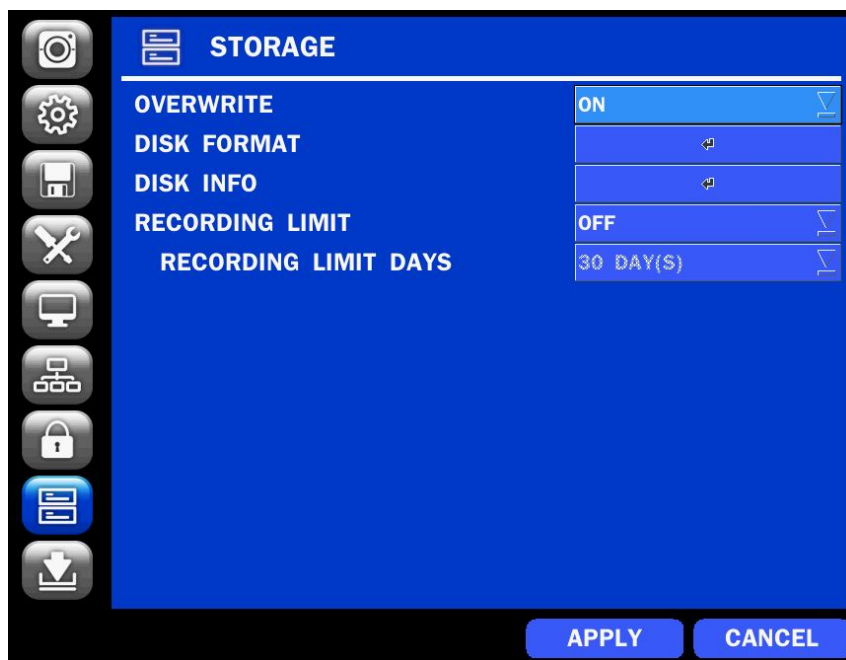 STORAGE
OVERWRITE ON
DISK FORMAT
DISK INFO
RECORDING LIMIT OFF
RECORDING LIMIT DAYS 30 DAY(S)
APPLY CANCEL